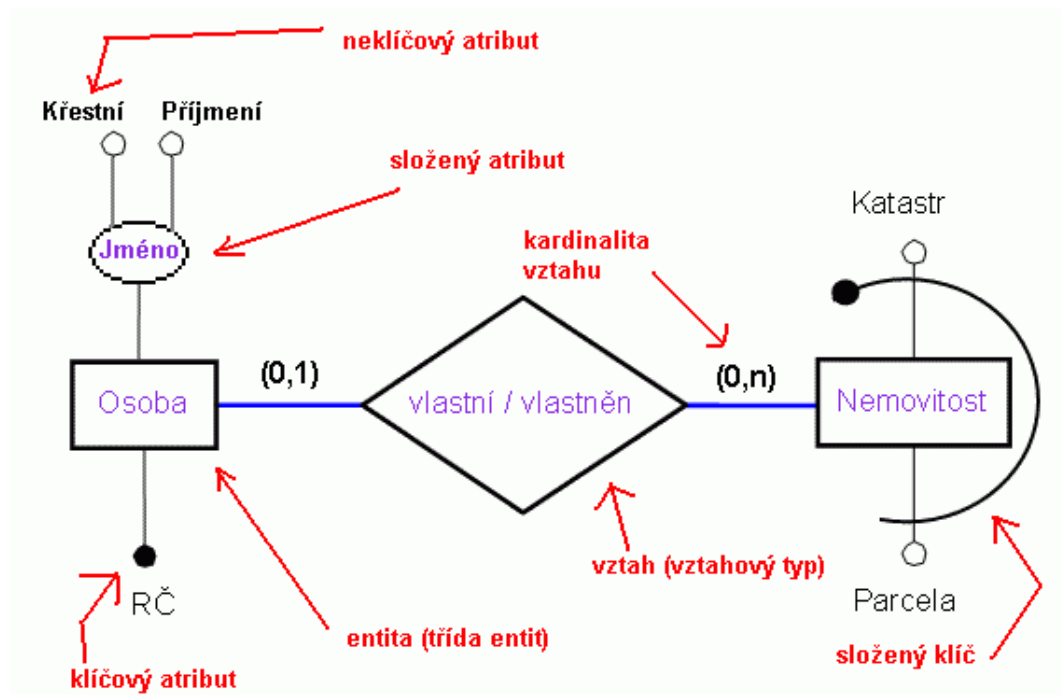 neklíčový atribut
Křestní Příjmení
složený atribut
Katastr
Jméno
kardinalita
vztahu
(0,1)
(0,n)
Osoba
vlastní / vlastněn
Nemovitost
vztah (vztahový typ)
RČ
Parcela
entita (třída entit)
složený klíč
klíčový atribut